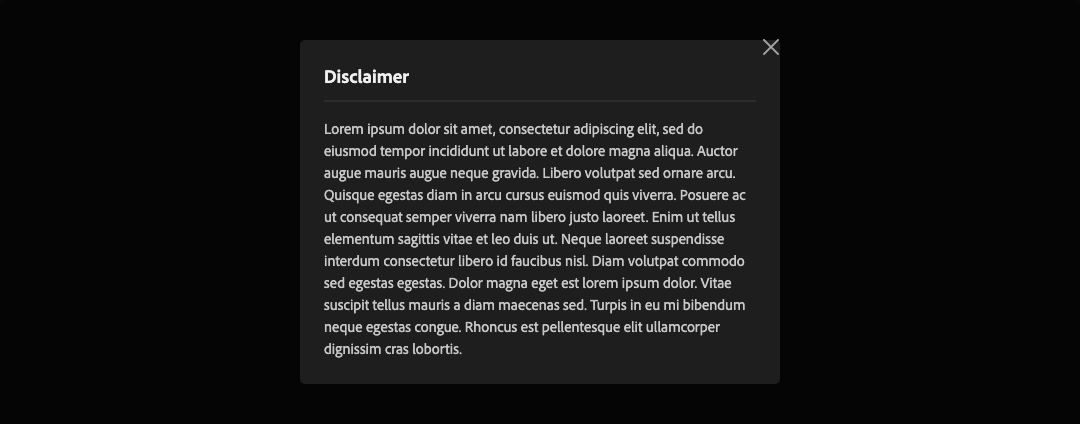 Disclaimer
Lorem ipsum dolor sit amet, consectetur adipiscing elit, sed do
eiusmod tempor incididunt ut labore et dolore magna aliqua. Auctor
augue mauris augue neque gravida. Libero volutpat sed ornare arcu.
Quisque egestas diam in arcu cursus euismod quis viverra. Posuere ac
ut consequat semper viverra nam libero justo laoreet. Enim ut tellus
elementum sagittis vitae et leo duis ut. Neque laoreet suspendisse
interdum consectetur libero id faucibus nisl. Diam volutpat commodo
sed egestas egestas. Dolor magna eget est lorem ipsum dolor. Vitae
suscipit tellus mauris a diam maecenas sed. Turpis in eu mi bibendum
neque egestas congue. Rhoncus est pellentesque elit ullamcorper
dignissim cras lobortis.